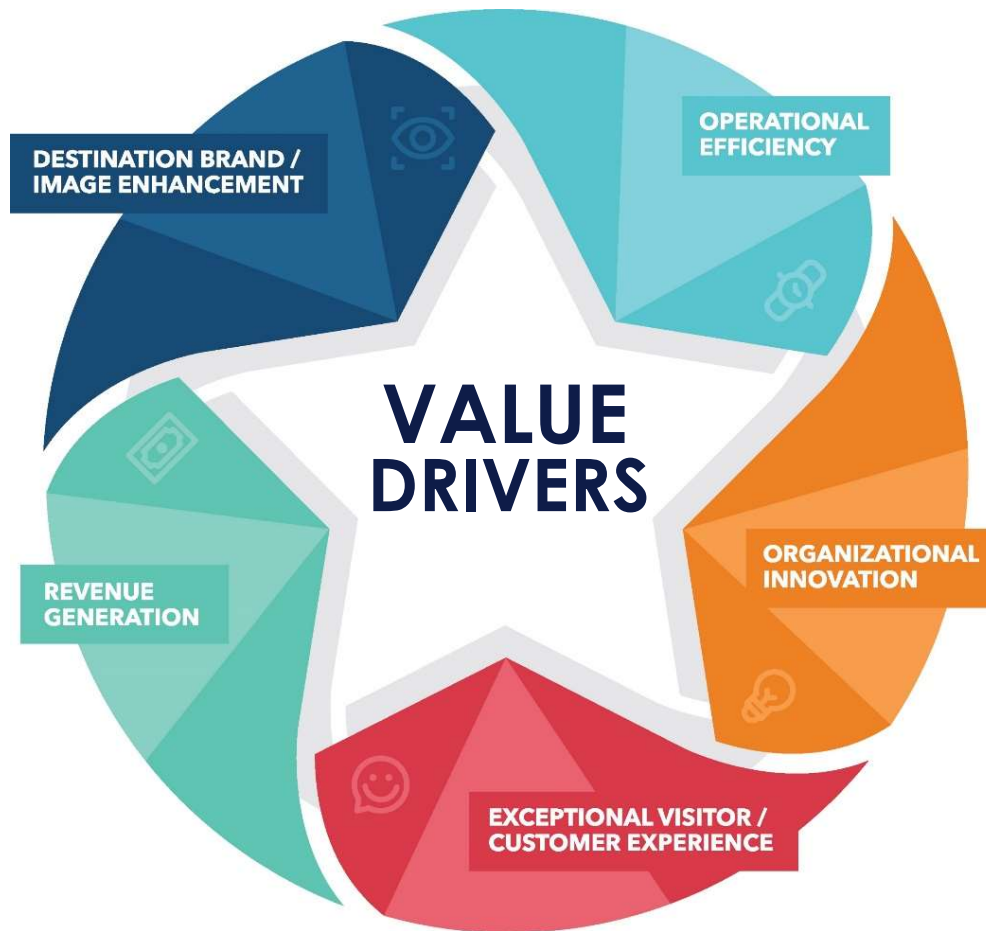 DESTINATION BRAND /
IMAGE ENHANCEMENT
OPERATIONAL
EFFICIENCY
VALUE
DRIVERS
ORGANIZATIONAL
INNOVATION
REVENUE
GENERATION
EXCEPTIONAL VISITOR /
CUSTOMER EXPERIENCE